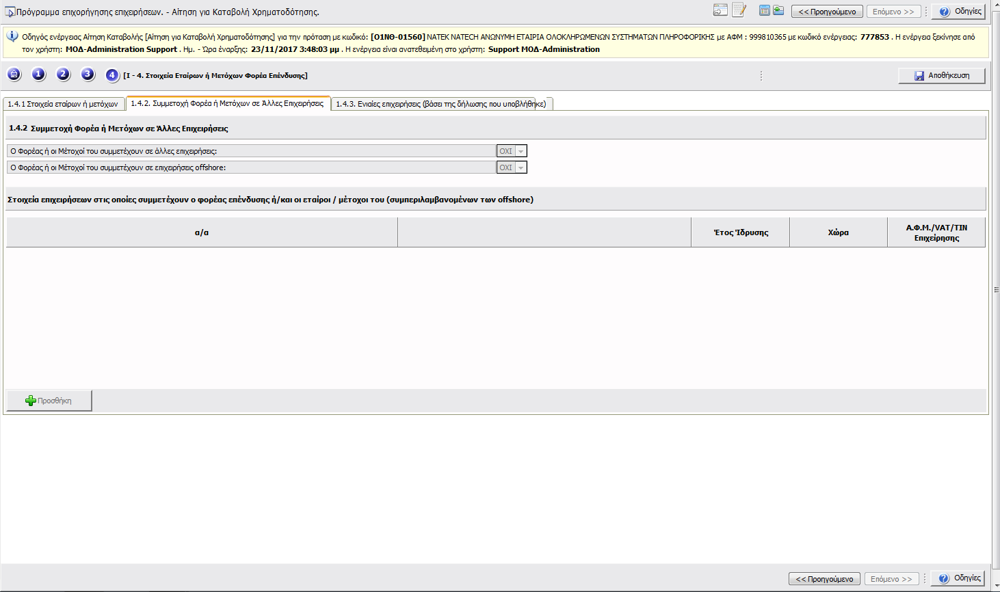 Πρόγραμμα επιχορήγησης επιχειρήσεων. - Αίτηση για Καταβολή Χρηματοδότησης.
<< Προηγούμενο
Επόμενο >>
Οδηγίες
Οδηγός ενέργειας Αίτηση Καταβολής [Αίτηση για Καταβολή Χρηματοδότησης] για την πρόταση με κωδικό: [Ο1ΝΘ-01560] NATEK NATECH ΑΝΩΝΥΜΗ ΕΤΑΙΡΙΑ ΟΛΟΚΛΗΡΩΜΕΝΩΝ ΣΥΣΤΗΜΑΤΩΝ ΠΛΗΡΟΦΟΡΙΚΗΣ με ΑΦΜ : 999810365 με κωδικό ενέργειας: 777853 . Η ενέργεια ξεκίνησε από
τον χρήστη: ΜΟΔ-Administration Support . Ημ. - Ώρα έναρξης: 23/11/2017 3:48:03 μμ . Η ενέργεια είναι ανατεθειμένη στο χρήστη: Support ΜΟΔ-Administration
1
2
3
4
[Ι - 4. Στοιχεία Εταίρων ή Μετόχων Φορέα Επένδυσης]
Αποθήκευση
1.4.1 Στοιχεία εταίρων ή μετόχων
1.4.2. Συμμετοχή Φορέα ή Μετόχων σε Άλλες Επιχειρήσεις
1.4.3. Ενιαίες επιχειρήσεις (βάσει της δήλωσης που υποβλήθηκε)
1.4.2 Συμμετοχή Φορέα ή Μετόχων σε Άλλες Επιχειρήσεις
Ο Φορέας ή οι Μέτοχοί του συμμετέχουν σε άλλες επιχειρήσεις:
ΟΧΙ
Ο Φορέας ή οι Μέτοχοί του συμμετέχουν σε επιχειρήσεις offshore:
ΟΧΙ
Στοιχεία επιχειρήσεων στις οποίες συμμετέχουν ο φορέας επένδυσης ή/και οι εταίροι / μέτοχοι του (συμπεριλαμβανομένων των offshore)
α/α
Έτος Ίδρυσης
Χώρα
Α.Φ.Μ./VAT/TIN
Επιχείρησης
Προσθήκη
<< Προηγούμενο
Επόμενο >>
Οδηγίες